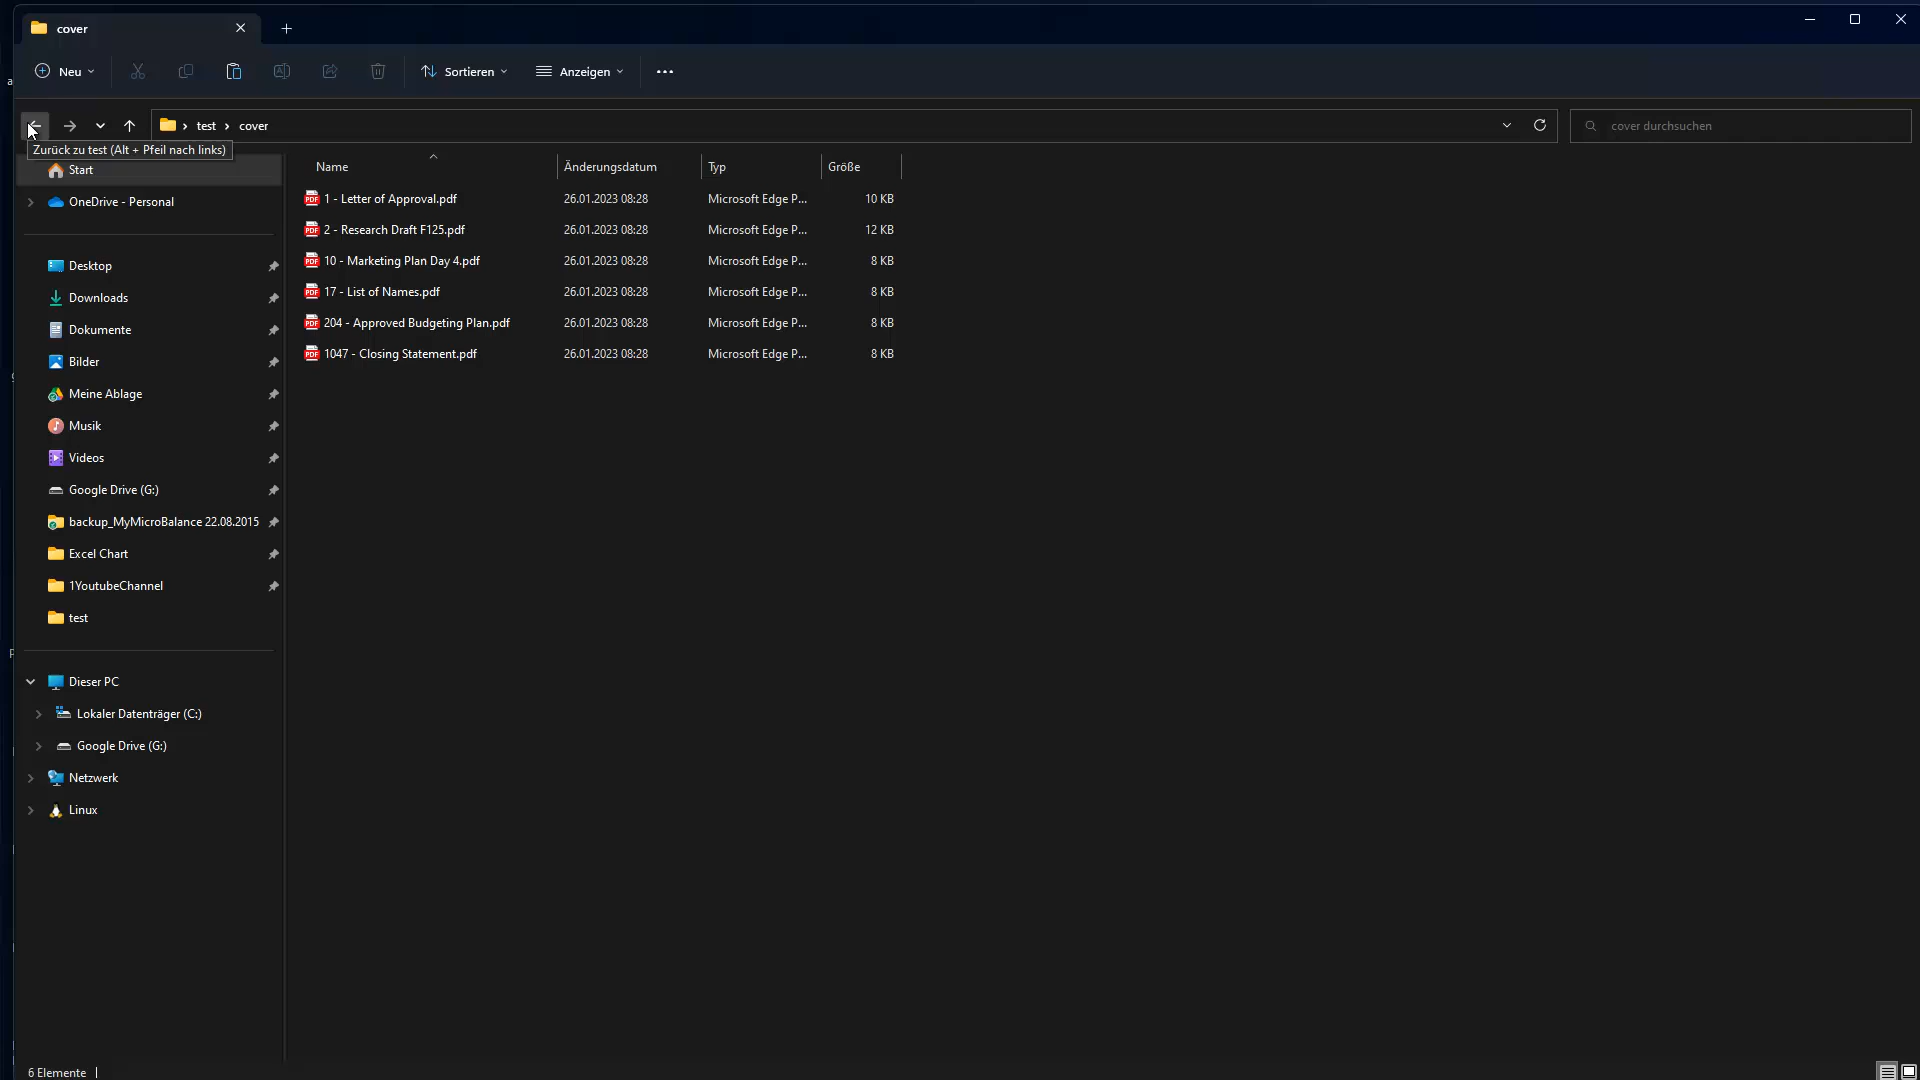 cover
Neu
Sortieren
Anzeigen
test
cover
cover durchsuchen
Zurück zu test (Alt + Pfeil nach links)
Start
OneDrive - Personal
Desktop
Downloads
Dokumente
Bilder
Meine Ablage
Musik
Videos
Google Drive (G:)
backup_MyMicroBalance 22.08.2015
Excel Chart
1YoutubeChannel
test
Dieser PC
Lokaler Datenträger (C:)
Google Drive (G:)
Netzwerk
Linux
Name Änderungsdatum Typ Größe
PDF 1 - Letter of Approval.pdf 26.01.2023 08:28 Microsoft Edge P... 10 KB
PDF 2 - Research Draft F125.pdf 26.01.2023 08:28 Microsoft Edge P... 12 KB
PDF 10 - Marketing Plan Day 4.pdf 26.01.2023 08:28 Microsoft Edge P... 8 KB
PDF 17 - List of Names.pdf 26.01.2023 08:28 Microsoft Edge P... 8 KB
PDF 204 - Approved Budgeting Plan.pdf 26.01.2023 08:28 Microsoft Edge P... 8 KB
PDF 1047 - Closing Statement.pdf 26.01.2023 08:28 Microsoft Edge P... 8 KB
6 Elemente